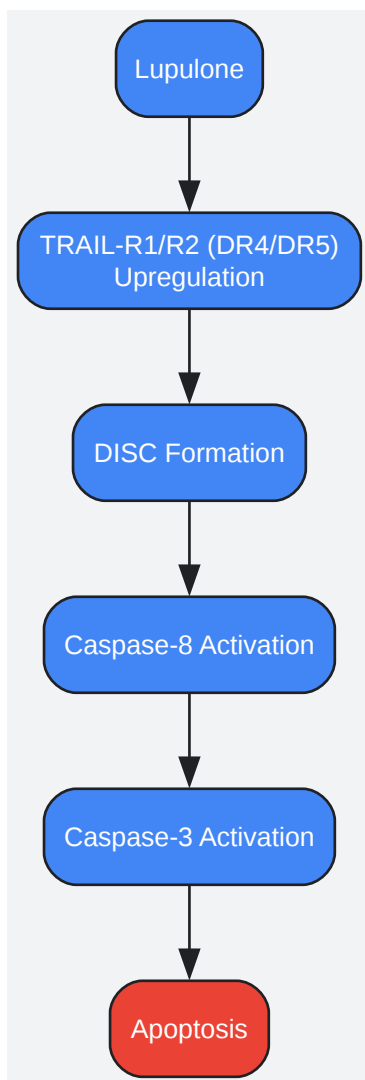 Lupulone
TRAIL-R1/R2 (DR4/DR5)
Upregulation
DISC Formation
Caspase-8 Activation
Caspase-3 Activation
Apoptosis